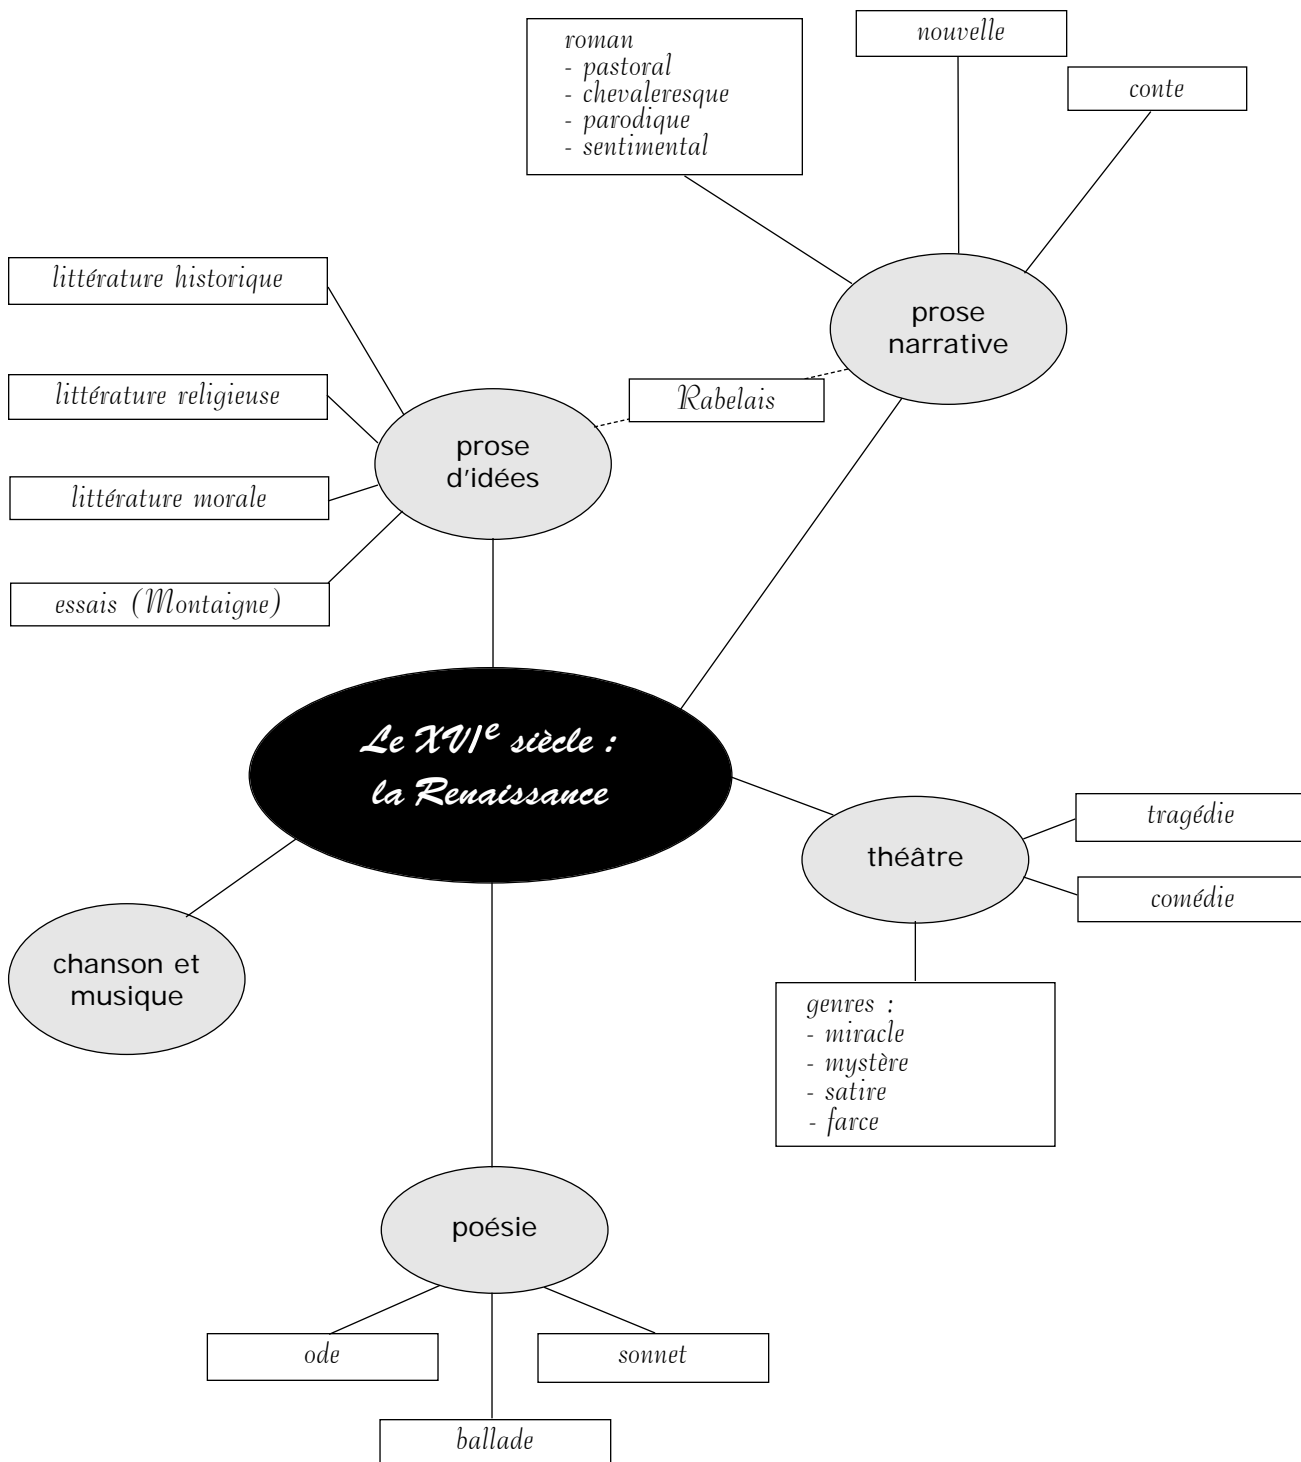 roman
- pastoral
- chevaleresque
- parodique
- sentimental
nouvelle
conte
prose
narrative
littérature historique
littérature religieuse
littérature morale
essais (Montaigne)
prose
d'idées
Rabelais
Le XVIe siècle :
la Renaissance
théâtre
tragédie
comédie
genres :
- miracle
- mystère
- satire
- farce
chanson et
musique
poésie
ode
sonnet
ballade